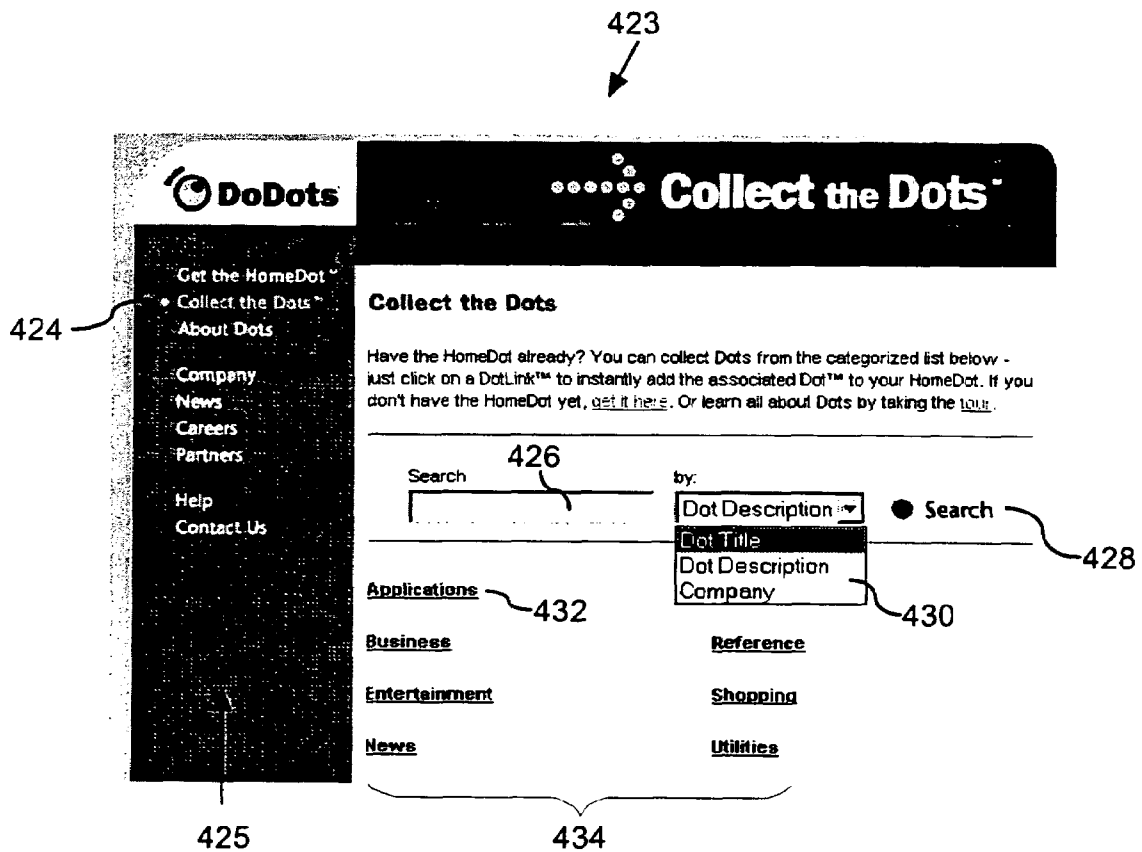 423
DoDots
Collect the Dots™
Get the HomeDot™
Collect the Dots™
About Dots
424
Company
News
Careers
Partners
Help
Contact Us
Collect the Dots
Have the HomeDot already? You can collect Dots from the categorized list below -
just click on a DotLink™ to instantly add the associated Dot™ to your HomeDot. If you
don't have the HomeDot yet, get it here. Or learn all about Dots by taking the tour.
Search 426 by:
Dot Description Search
428
Dot Title
Dot Description
Company
430
Applications 432
Business Reference
Entertainment Shopping
News Utilities
425 434